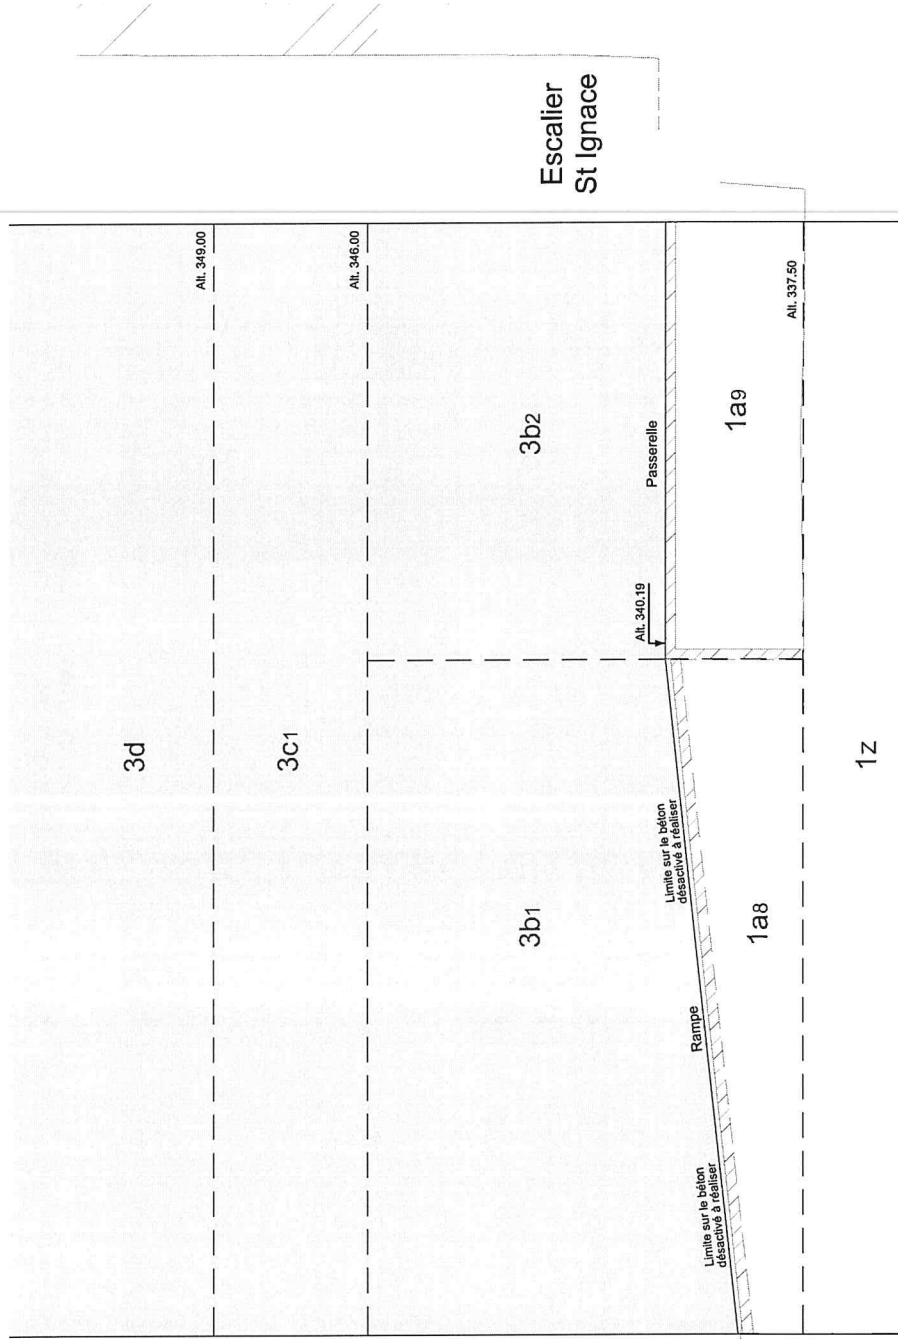 Escalier
St Ignace
Alt. 349.00
Alt. 346.00
Alt. 337.50
3b2
Passerelle
1a9
Alt. 340.19
3d
3c1
1z
Limite sur le béton
désactivé à réaliser
3b1
1a8
Rampe
Limite sur le béton
désactivé à réaliser